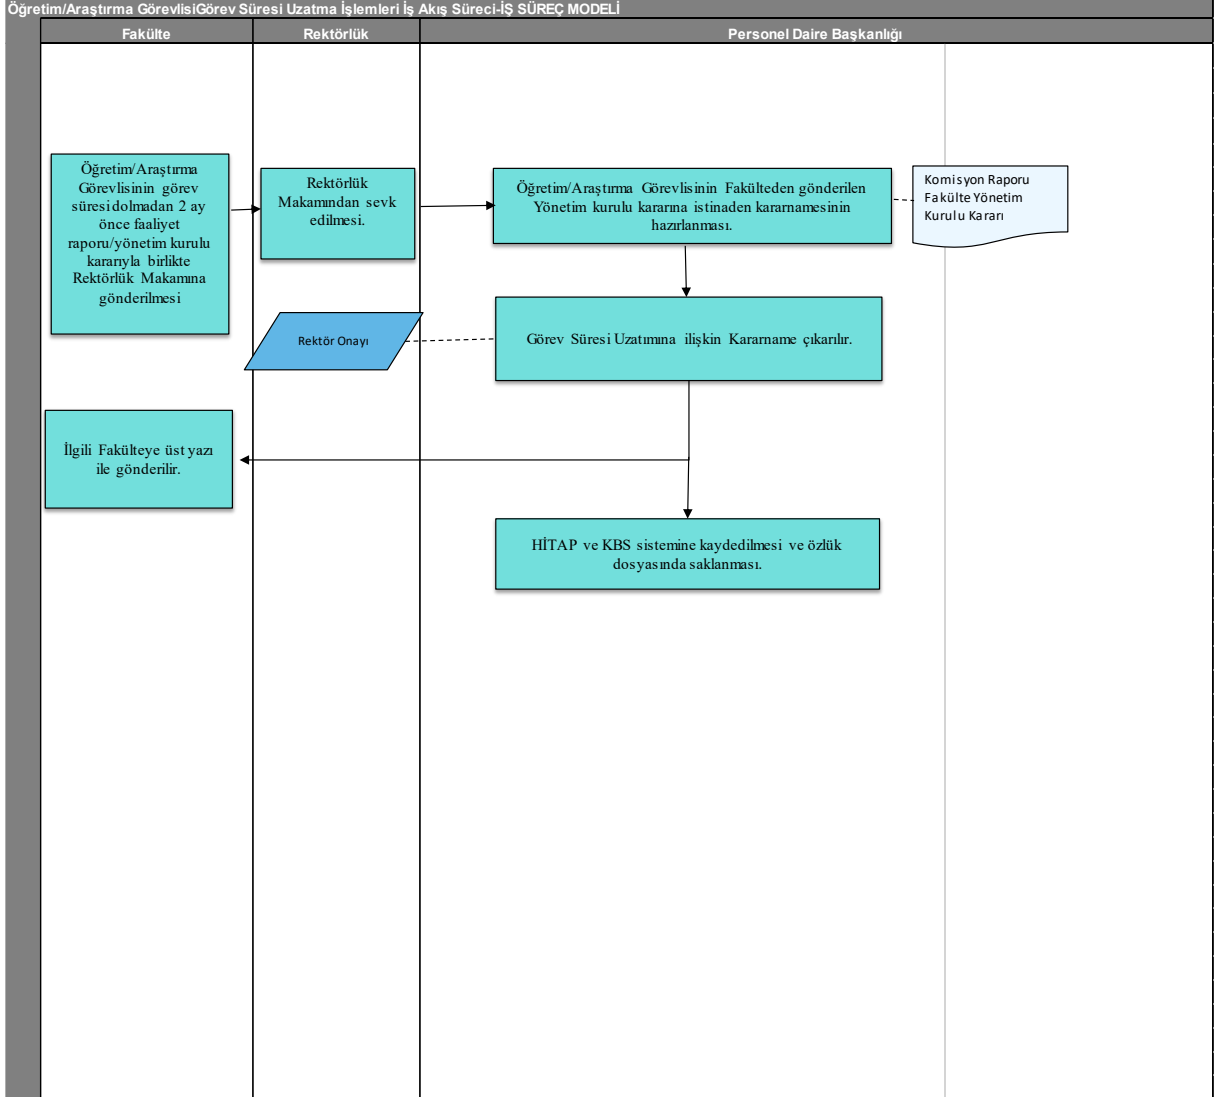 Öğretim/Araştırma GörevlisiGörev Süresi Uzatma İşlemleri İş Akış Süreci-İŞ SÜREÇ MODELİ
Fakülte
Rektörlük
Personel Daire Başkanlığı
Öğretim/Araştırma
Görevlisinin görev
süresi dolmadan 2 ay
önce faaliyet
raporu/yönetim kurulu
kararıyla birlikte
Rektörlük Makamına
gönderilmesi
Rektörlük
Makamından sevk
edilmesi.
Öğretim/Araştırma Görevlisinin Fakülteden gönderilen
Yönetim kurulu kararına istinaden kararnamesinin
hazırlanması.
Komisyon Raporu
Fakülte Yönetim
Kurulu Kararı
Rektör Onayı
Görev Süresi Uzatımına ilişkin Kararname çıkarılır.
İlgili Fakülteye üst yazı
ile gönderilir.
HİTAP ve KBS sistemine kaydedilmesi ve özlük
dosyasında saklanması.